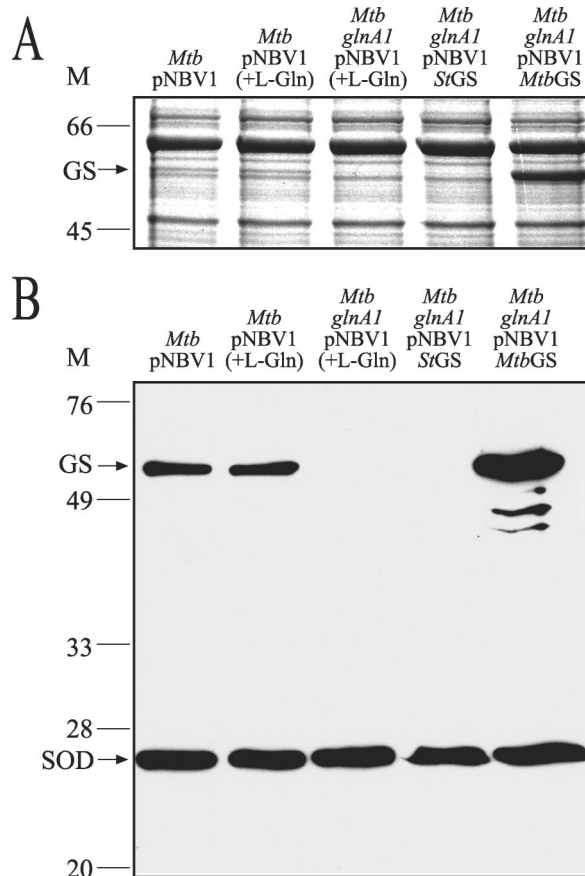 A
M
Mtb
pNBV1
Mtb
pNBV1
(+L-Gln)
Mtb
glnA1
pNBV1
(+L-Gln)
Mtb
glnA1
pNBV1
StGS
Mtb
glnA1
pNBV1
MtbGS
66
GS
45
B
M
Mtb
pNBV1
Mtb
pNBV1
(+L-Gln)
Mtb
glnA1
pNBV1
(+L-Gln)
Mtb
glnA1
pNBV1
StGS
Mtb
glnA1
pNBV1
MtbGS
76
GS
49
33
28
SOD
20